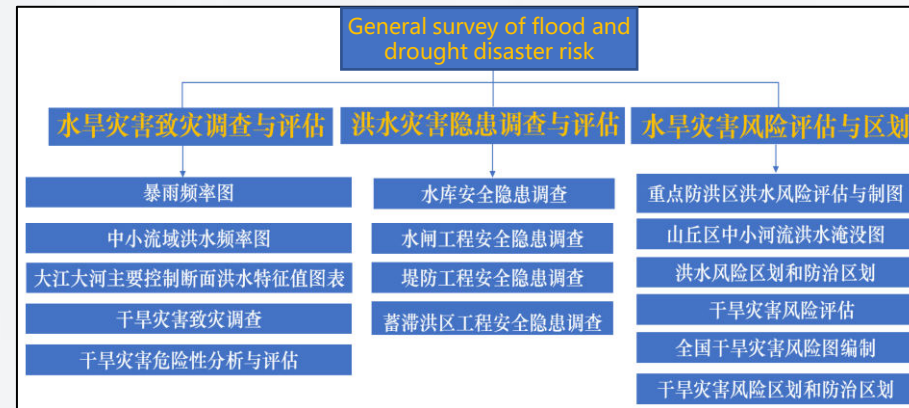 General survey of flood and
drought disaster risk
水旱灾害致灾调查与评估
暴雨频率图
中小流域洪水频率图
大江大河主要控制断面洪水特征值图表
干旱灾害致灾调查
干旱灾害危险性分析与评估
洪水灾害隐患调查与评估
水库安全隐患调查
水闸工程安全隐患调查
堤防工程安全隐患调查
蓄滞洪区工程安全隐患调查
水旱灾害风险评估与区划
重点防洪区洪水风险评估与制图
山丘区中小河流洪水淹没图
洪水风险区划和防治区划
干旱灾害风险评估
全国干旱灾害风险图编制
干旱灾害风险区划和防治区划